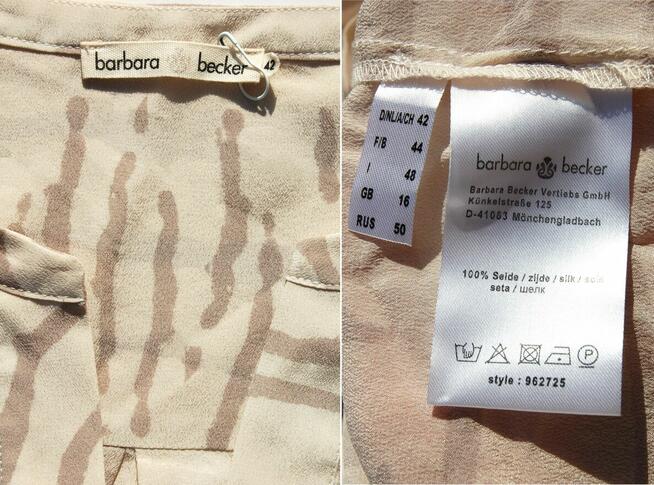 barbara becker 42
D/NL/A/CH 42
F/B 44
I 48
GB 16
RUS 50
barbara becker
Barbara Becker Vertiebs GmbH
Künkelstraße 125
D-41063 Mönchengladbach
100% Seide / zijde / silk / soie
seta / шелк
P
style : 962725